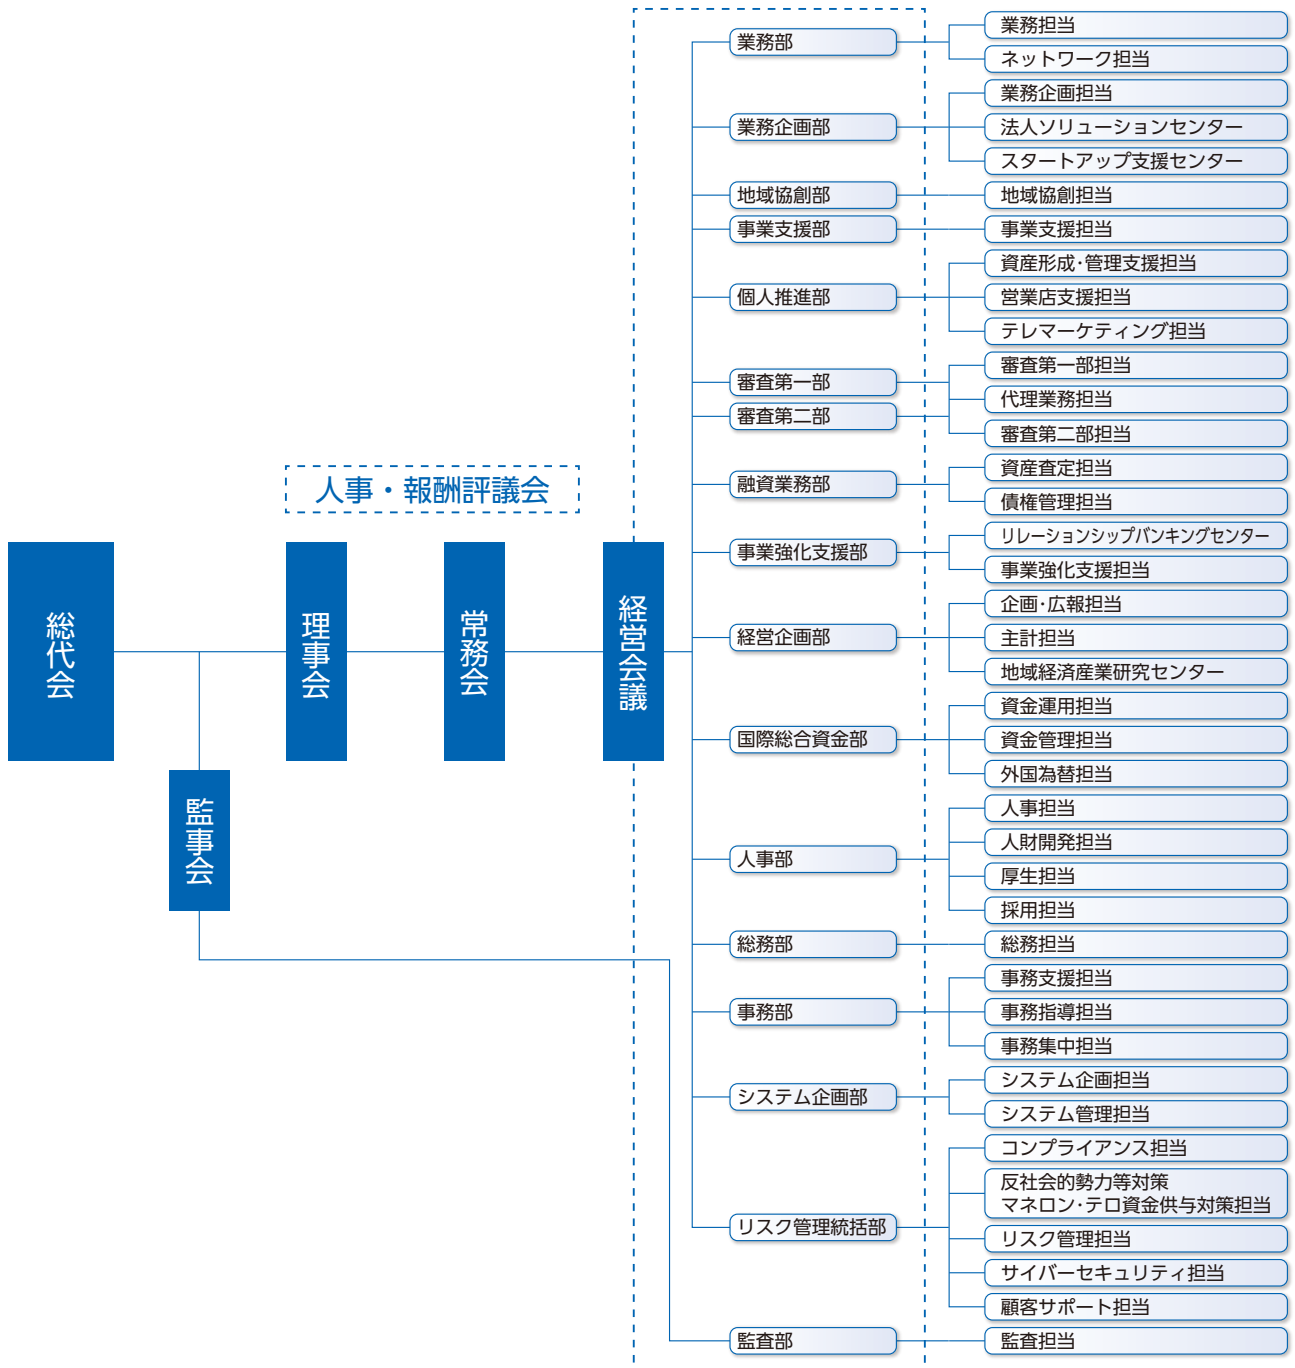 総代会
監事会
人事・報酬評議会
理事会
常務会
経営会議
業務部
業務担当
ネットワーク担当
業務企画部
業務企画担当
法人ソリューションセンター
スタートアップ支援センター
地域協創部
地域協創担当
事業支援部
事業支援担当
個人推進部
資産形成・管理支援担当
営業店支援担当
テレマーケティング担当
審査第一部
審査第二部
審査第一部担当
代理業務担当
審査第二部担当
融資業務部
資産査定担当
債権管理担当
事業強化支援部
リレーションシップバンキングセンター
事業強化支援担当
経営企画部
企画・広報担当
主計担当
地域経済産業研究センター
国際総合資金部
資金運用担当
資金管理担当
外国為替担当
人事部
人事担当
人財開発担当
厚生担当
採用担当
総務部
総務担当
事務部
事務支援担当
事務指導担当
事務集中担当
システム企画部
システム企画担当
システム管理担当
リスク管理統括部
コンプライアンス担当
反社会的勢力等対策
マネロン・テロ資金供与対策担当
リスク管理担当
サイバーセキュリティ担当
顧客サポート担当
監査部
監査担当